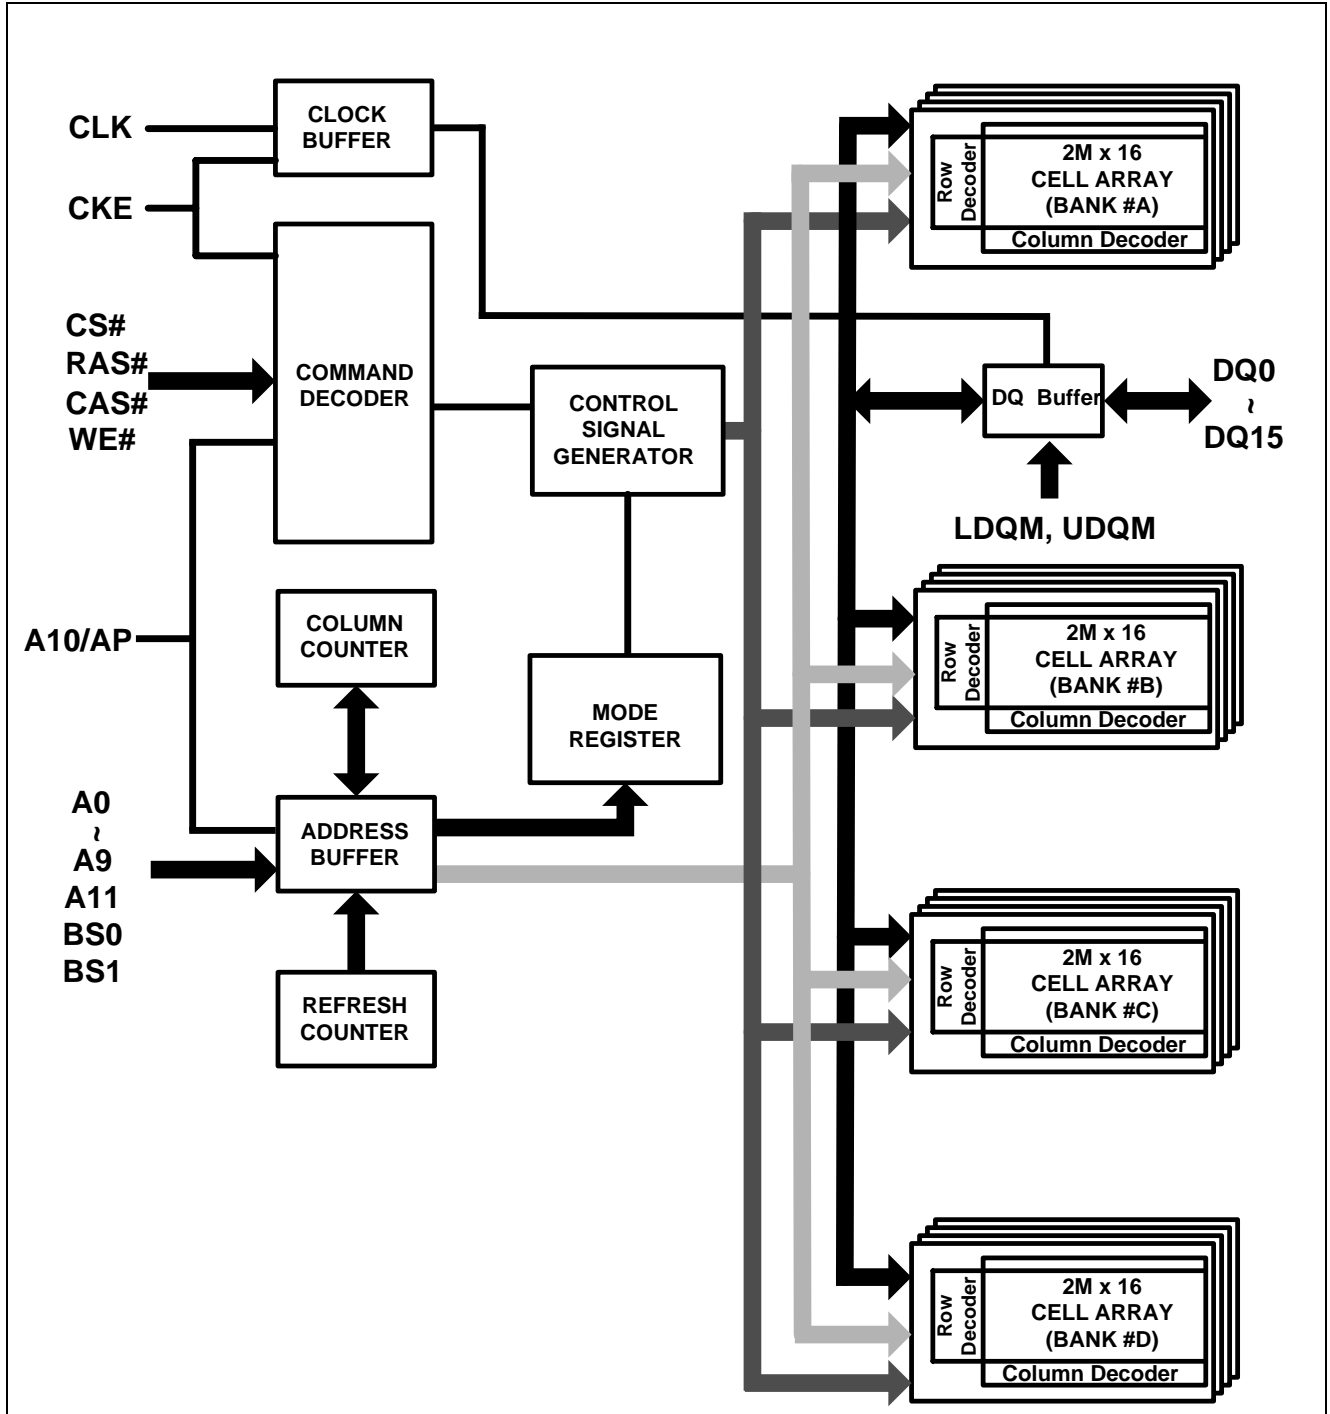 CLK
CKE
CLOCK
BUFFER
CS#
RAS#
CAS#
WE#
COMMAND
DECODER
CONTROL
SIGNAL
GENERATOR
A10/AP
COLUMN
COUNTER
MODE
REGISTER
A0
~
A9
A11
BS0
BS1
ADDRESS
BUFFER
REFRESH
COUNTER
Row
Decoder
2M x 16
CELL ARRAY
(BANK #A)
Column Decoder
DQ Buffer
DQ0
~
DQ15
LDQM, UDQM
Row
Decoder
2M x 16
CELL ARRAY
(BANK #B)
Column Decoder
Row
Decoder
2M x 16
CELL ARRAY
(BANK #C)
Column Decoder
Row
Decoder
2M x 16
CELL ARRAY
(BANK #D)
Column Decoder